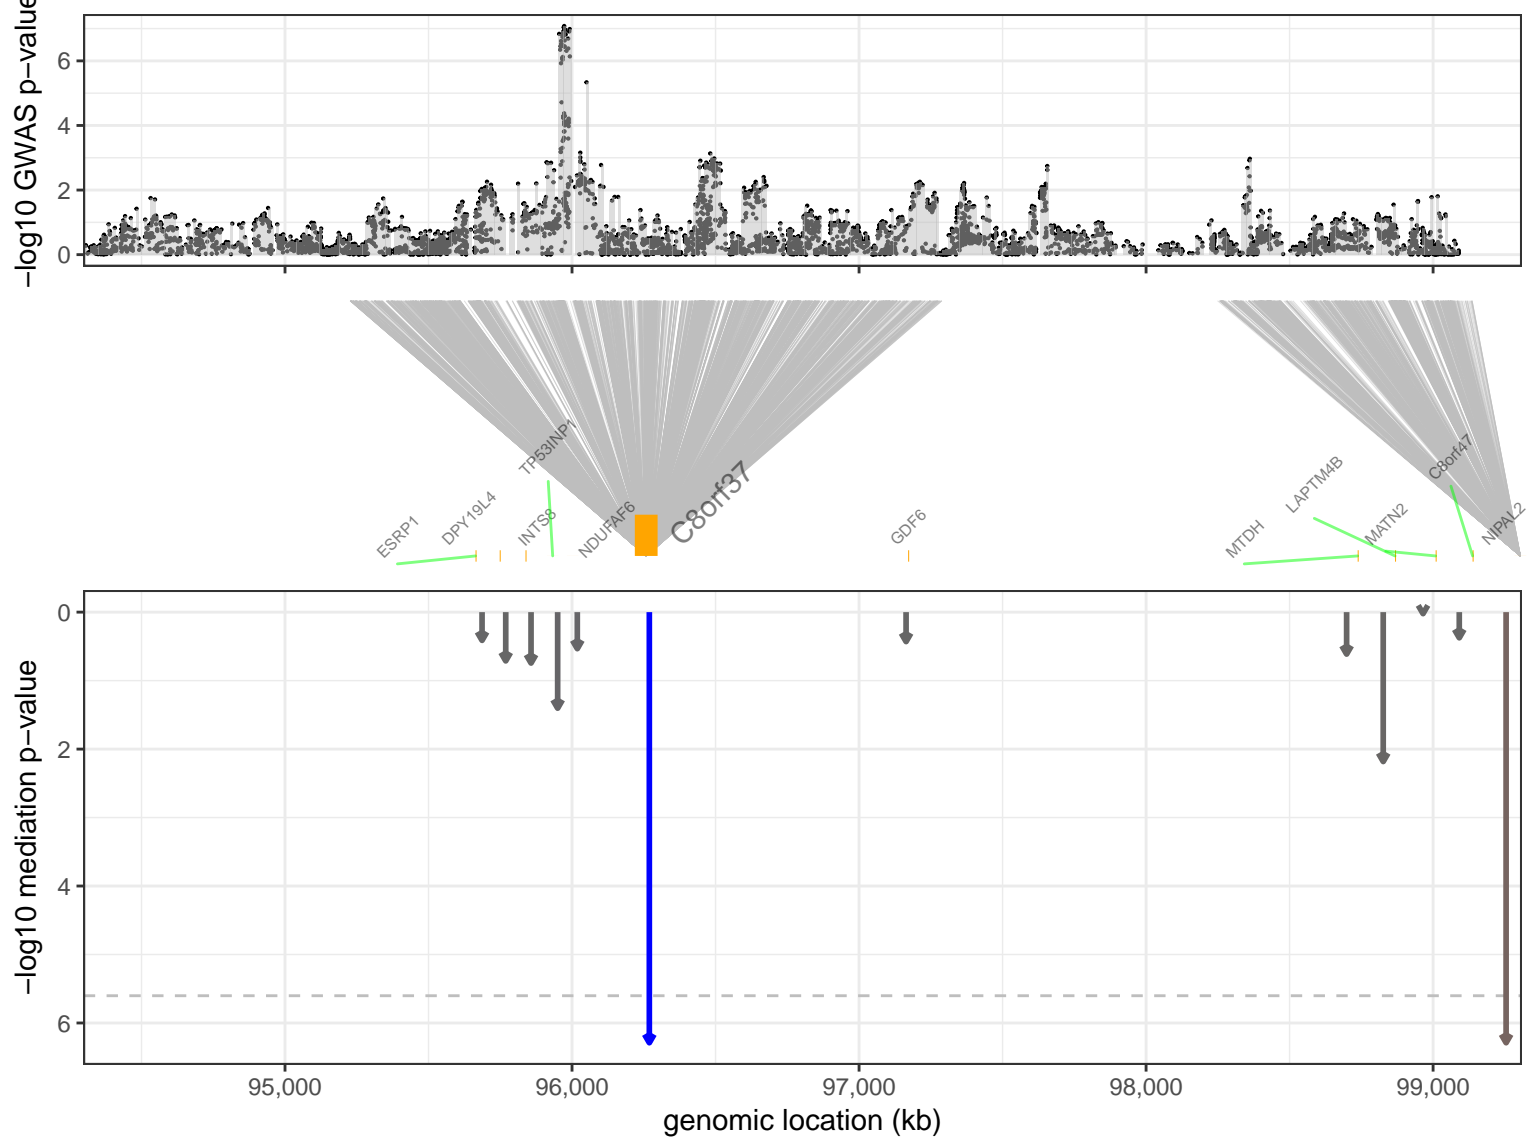 −log10 GWAS p−value
6
4
2
0
TP53INP1
C8orf47
LAPTM4B
C8orf37
DPY19L4
NDUFAF6
ESRP1
INTS8
GDF6
MTDH
MATN2
NIPAL2
−log10 mediation p−value
0
2
4
6
95,000
96,000
97,000
98,000
99,000
genomic location (kb)